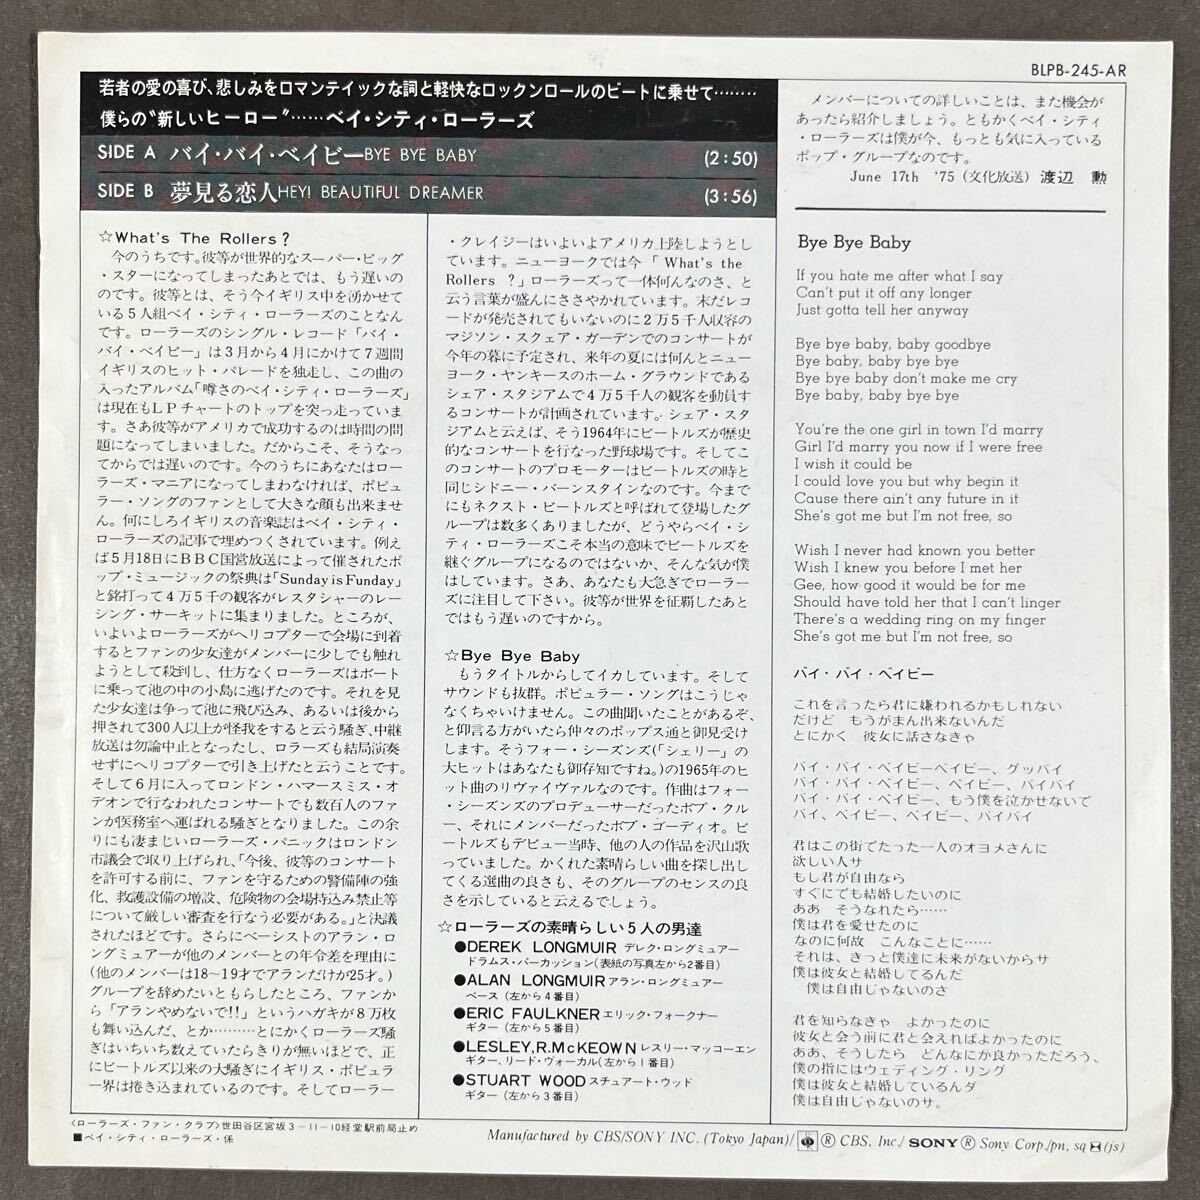 BLPB-245-AR
若者の愛の喜び、悲しみをロマンテイックな詞と軽快なロックンロールのビートに乗せて‥‥‥‥
僕らの〝新しいヒーロー〟‥‥‥ベイ・シティ・ローラーズ
SIDE A バイ・バイ・ベイビーBYE BYE BABY (2:50)
SIDE B 夢見る恋人HEY! BEAUTIFUL DREAMER (3:56)
☆What's The Rollers?
今のうちです。彼等が世界的なスーパー・ビッグ
・スターになってしまったあとでは、もう遅いの
のです。彼等とは、そう今イギリス中を湧かせて
いる5人組ベイ・シティ・ローラーズのことなん
です。ローラーズのシングル・レコード「バイ・
バイ・ベイビー」は3月から4月にかけて7週間
イギリスのヒット・パレードを独走し、この曲の
入ったアルバム「噂さのベイ・シティ・ローラーズ」
は現在もLPチャートのトップを突っ走っていま
す。さあ彼等がアメリカで成功するのは時間の問
題になってしまいました。だからこそ、そうなっ
てからでは遅いのです。今のうちにあなたはロー
ラーズ・マニアになってしまわなければ、ポピュ
ラー・ソングのファンとして大きな顔も出来ませ
ん。何にしろイギリスの音楽誌はベイ・シティ・
ローラーズの記事で埋めつくされています。例え
ば5月18日にBBC国営放送によって催されたポ
ップ・ミュージックの祭典は「Sunday is Funday」
と銘打って4万5千の観客がレスタシャーのレー
シング・サーキットに集まりました。ところが、
いよいよローラーズがヘリコプターで会場に到着
するとファンの少女達がメンバーに少しでも触れ
ようとして殺到し、仕方なくローラーズはボート
に乗って池の中の小島に逃げたのです。それを見
た少女達は争って池に飛び込み、あるいは後から
押されて300人以上が怪我をすると云う騒ぎ、中継
放送は勿論中止となったし、ロラーズも結局演奏
せずにヘリコプターで引き上げたと云うことです。
そして6月に入ってロンドン・ハマースミス・オ
デオンで行なわれたコンサートでも数百人のファ
ンが医務室へ運ばれる騒ぎとなりました。この余
りにも凄まじいローラーズ・パニックはロンドン
市議会で取り上げられ、「今後、彼等のコンサート
を許可する前に、ファンを守るための警備陣の強
化、救護設備の増設、危険物の会場持込み禁止等
について厳しい審査を行なう必要がある。」と決議
されたほどです。さらにベーシストのアラン・ロ
ングミュアーが他のメンバーとの年令差を理由に
(他のメンバーは18〜19才でアランだけが25才。)
グループを辞めたいともらしたところ、ファンか
ら「アランやめないで!!」というハガキが8万枚
も舞い込んだ、とか‥‥‥‥とにかくローラーズ騒
ぎはいちいち数えていたらきりが無いほどで、正
にビートルズ以来の大騒ぎにイギリス・ポピュラ
ー界は捲き込まれているのです。そしてローラー
・クレイジーはいよいよアメリカ上陸しようとし
ています。ニューヨークでは今「What's the
Rollers ?」ローラーズって一体何んなのさ、と
云う言葉が盛んにささやかれています。末だレコ
ードが発売されてもいないのに2万5千人収容の
マジソン・スクェア・ガーデンでのコンサートが
今年の暮に予定され、来年の夏には何んとニュー
ヨーク・ヤンキースのホーム・グラウンドである
シェア・スタジアムで4万5千人の観客を動員す
るコンサートが計画されています。シェア・スタ
ジアムと云えば、そう1964年にビートルズが歴史
的なコンサートを行なった野球場です。そしてこ
のコンサートのプロモーターはビートルズの時と
同じシドニー・バーンスタインなのです。今まで
にもネクスト・ビートルズと呼ばれて登場したグ
ループは数多くありましたが、どうやらベイ・シ
ティ・ローラーズこそ本当の意味でビートルズを
継ぐグループになるのではないか、そんな気が僕
はしています。さあ、あなたも大急ぎでローラー
ズに注目して下さい。彼等が世界を征覇したあと
ではもう遅いのですから。
☆Bye Bye Baby
もうタイトルからしてイカしています。そして
サウンドも抜群。ポピュラー・ソングはこうじゃ
なくちゃいけません。この曲聞いたことがあるぞ、
と仰言る方がいたら仲々のポップス通と御見受け
します。そうフォー・シーズンズ(「シェリー」の
大ヒットはあなたも御存知ですね。)の1965年のヒ
ット曲のリヴァイヴァルなのです。作曲はフォー
・シーズンズのプロデューサーだったボブ・クル
ー、それにメンバーだったボブ・ゴーディオ。ビ
ートルズもデビュー当時、他の人の作品を沢山歌
っていました。かくれた素晴らしい曲を探し出し
てくる選曲の良さも、そのグループのセンスの良
さを示していると云えるでしょう。
☆ローラーズの素晴らしい5人の男達
●DEREK LONGMUIR デレク・ロングミュアー
ドラムス・パーカッション(表紙の写真左から2番目)
●ALAN LONGMUIR アラン・ロングミュアー
ベース (左から4番目)
●ERIC FAULKNER エリック・フォークナー
ギター (左から5番目)
●LESLEY,R.McKEOWN レスリー・マッコーエン
ギター、リード・ヴォーカル(左から1番目)
●STUART WOOD スチュアート・ウッド
ギター (左から3番目)
メンバーについての詳しいことは、また機会が
あったら紹介しましょう。ともかくベイ・シティ
・ローラーズは僕が今、もっとも気に入っている
ポップ・グループなのです。
June 17th '75 (文化放送) 渡辺 勲
Bye Bye Baby
If you hate me after what I say
Can't put it off any longer
Just gotta tell her anyway
Bye bye baby, baby goodbye
Bye baby, baby bye bye
Bye bye baby don't make me cry
Bye baby, baby bye bye
You're the one girl in town I'd marry
Girl I'd marry you now if I were free
I wish it could be
I could love you but why begin it
Cause there ain't any future in it
She's got me but I'm not free, so
Wish I never had known you better
Wish I knew you before I met her
Gee, how good it would be for me
Should have told her that I can't linger
There's a wedding ring on my finger
She's got me but I'm not free, so
バイ・バイ・ベイビー
これを言ったら君に嫌われるかもしれない
だけど もうがまん出来ないんだ
とにかく 彼女に話さなきゃ
バイ・バイ・ベイビーベイビー、グッバイ
バイ・バイ・ベイビー、ベイビー、バイバイ
バイ・バイ・ベイビー、もう僕を泣かせないで
バイ、ベイビー、ベイビー、バイバイ
君はこの街でたった一人のオヨメさんに
欲しい人サ
もし君が自由なら
すぐにでも結婚したいのに
ああ そうなれたら‥‥‥
僕は君を愛せたのに
なのに何故 こんなことに‥‥‥
それは、きっと僕達に未来がないからサ
僕は彼女と結婚してるんだ
僕は自由じゃないのさ
君を知らなきゃ よかったのに
彼女と会う前に君と会えればよかったのに
ああ、そうしたら どんなにか良かっただろう、
僕の指にはウェディング・リング
僕は彼女と結婚しているんダ
僕は自由じゃないのサ。
〈ローラーズ・ファン・クラブ〉世田谷区宮坂3-11-10経堂駅前局止め
■ベイ・シティ・ローラーズ・係
Manufactured by CBS/SONY INC. (Tokyo Japan)/ ® CBS, Inc./ SONY ® Sony Corp./pn, sq (js)